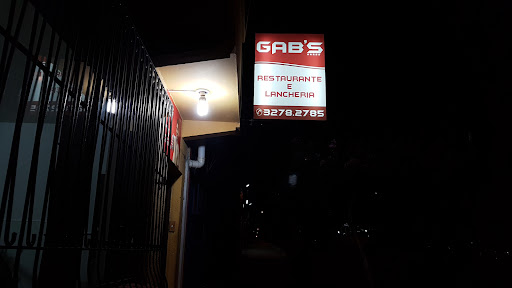 GAB'S
RESTAURANTE
E
LANCHERIA
3278.2785